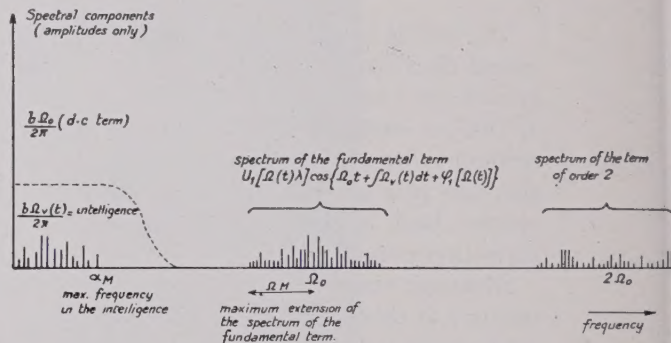 Spectral components
(amplitudes only)
bΩ₀/2π (d-c term)
spectrum of the fundamental term
U₁[Ω(t)λ]cos{Ω₀t+∫Ωᵥ(t)dt+φ₁[Ω(t)]}
spectrum of the term
of order 2
bΩᵥ(t)/2π = intelligence
α_M
Ω₀
2Ω₀
max. frequency
in the intelligence
Ω_M
maximum extension of
the spectrum of the
fundamental term.
frequency